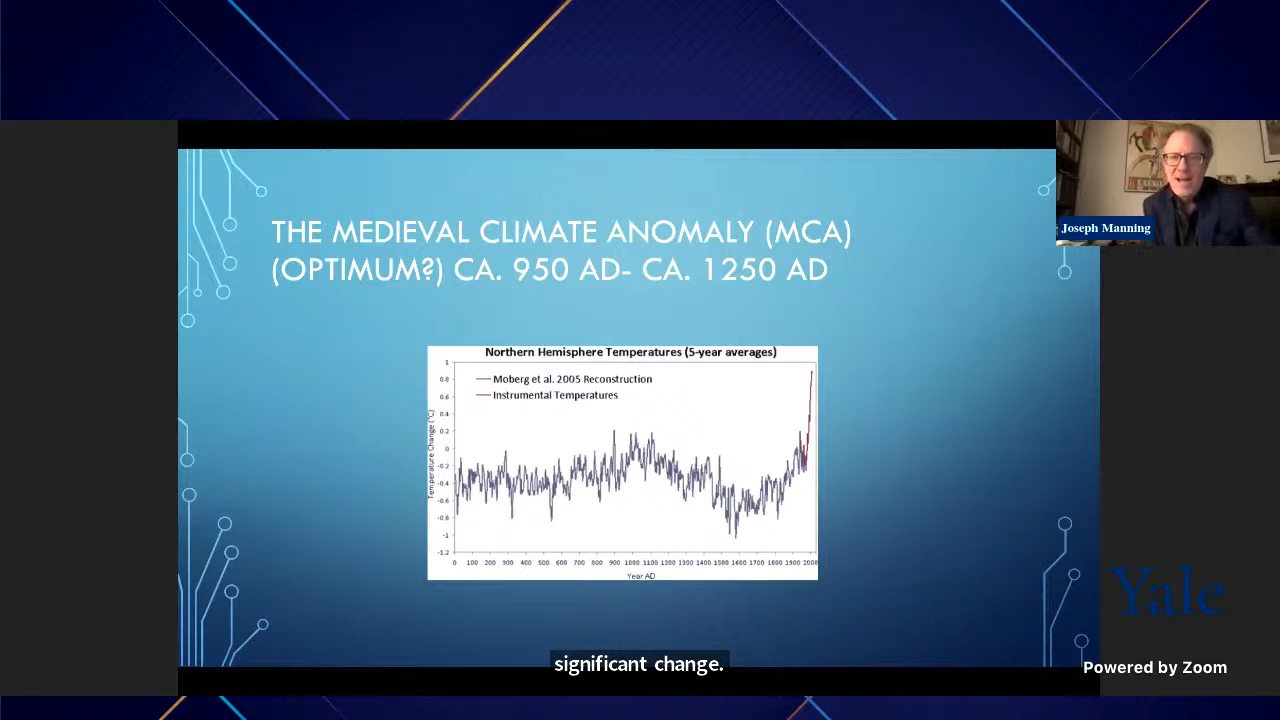 THE MEDIEVAL CLIMATE ANOMALY (MCA)
(OPTIMUM?) CA. 950 AD- CA. 1250 AD
Joseph Manning
Northern Hemisphere Temperatures (5-year averages)
Moberg et al. 2005 Reconstruction
Instrumental Temperatures
Temperature Change (°C)
1
0.8
0.6
0.4
0.2
0
-0.2
-0.4
-0.6
-0.8
-1
-1.2
0 100 200 300 400 500 600 700 800 900 1000 1100 1200 1300 1400 1500 1600 1700 1800 1900 2000
Year AD
significant change.
Yale
Powered by Zoom